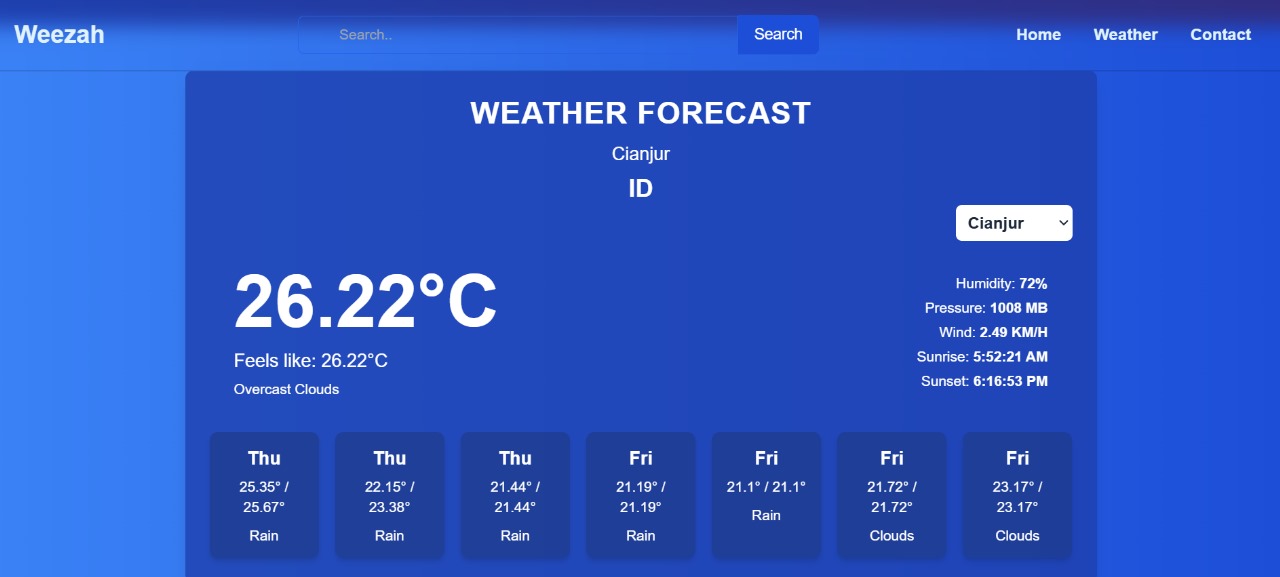 Weezah
Search..
Search
Home
Weather
Contact
WEATHER FORECAST
Cianjur
ID
Cianjur
26.22°C
Feels like: 26.22°C
Overcast Clouds
Humidity: 72%
Pressure: 1008 MB
Wind: 2.49 KM/H
Sunrise: 5:52:21 AM
Sunset: 6:16:53 PM
Thu
25.35° /
25.67°
Rain
Thu
22.15° /
23.38°
Rain
Thu
21.44° /
21.44°
Rain
Fri
21.19° /
21.19°
Rain
Fri
21.1° / 21.1°
Rain
Fri
21.72° /
21.72°
Clouds
Fri
23.17° /
23.17°
Clouds